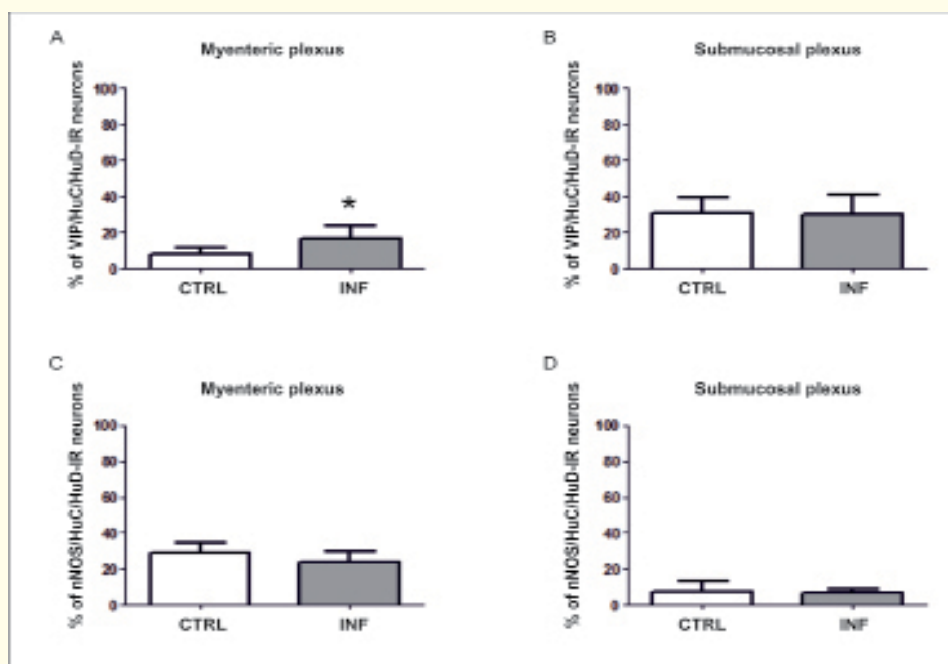 A
Myenteric plexus
% of VIP/HuC/HuD-IR neurons
100
80
60
40
20
0
*
CTRL
INF
B
Submucosal plexus
% of VIP/HuC/HuD-IR neurons
100
80
60
40
20
0
CTRL
INF
C
Myenteric plexus
% of nNOS/HuC/HuD-IR neurons
100
80
60
40
20
0
CTRL
INF
D
Submucosal plexus
% of nNOS/HuC/HuD-IR neurons
100
80
60
40
20
0
CTRL
INF